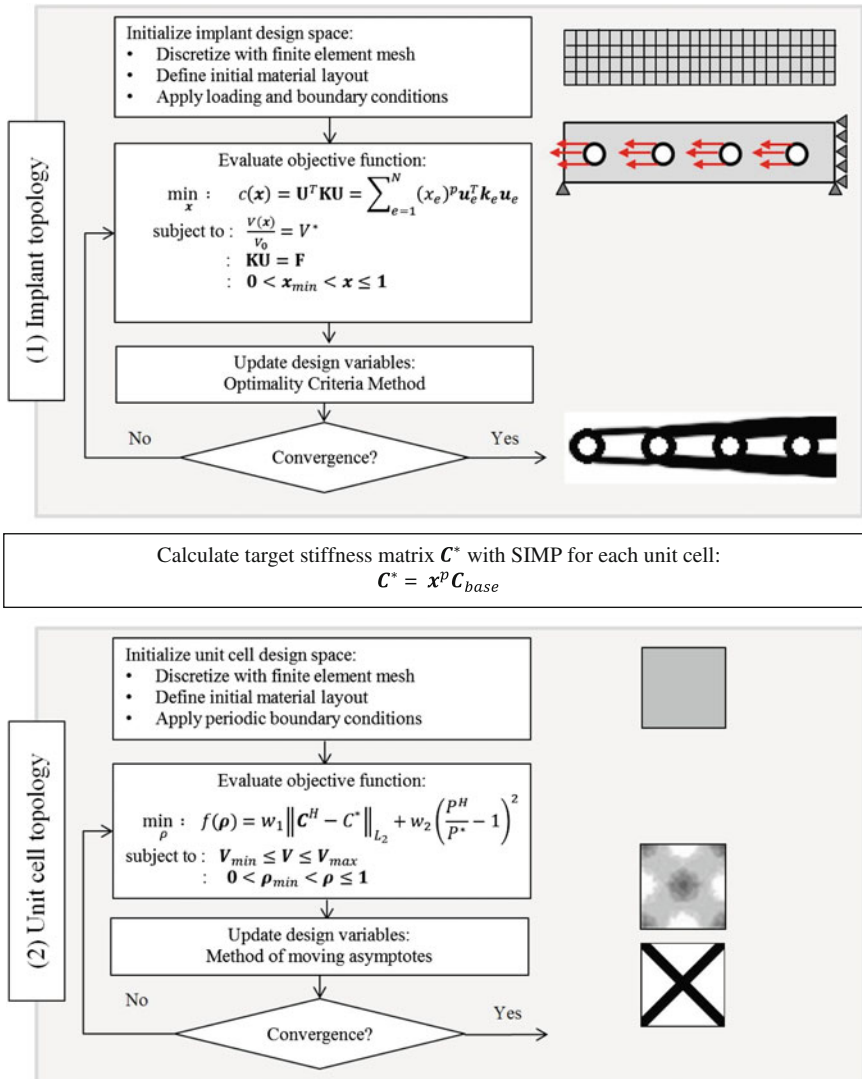 (1) Implant topology
Initialize implant design space:
• Discretize with finite element mesh
• Define initial material layout
• Apply loading and boundary conditions
Evaluate objective function:
min x : c(x) = U^T KU = ∑_{e=1}^{N} (x_e)^p u_e^T k_e u_e
subject to : V(x)/V_0 = V*
: KU = F
: 0 < x_min < x ≤ 1
Update design variables:
Optimality Criteria Method
No
Convergence?
Yes
Calculate target stiffness matrix C* with SIMP for each unit cell:
C* = x^p C_base
(2) Unit cell topology
Initialize unit cell design space:
• Discretize with finite element mesh
• Define initial material layout
• Apply periodic boundary conditions
Evaluate objective function:
min ρ : f(ρ) = w_1 ‖C^H − C*‖_{L_2} + w_2 (P^H/P* − 1)^2
subject to : V_min ≤ V ≤ V_max
: 0 < ρ_min < ρ ≤ 1
Update design variables:
Method of moving asymptotes
No
Convergence?
Yes